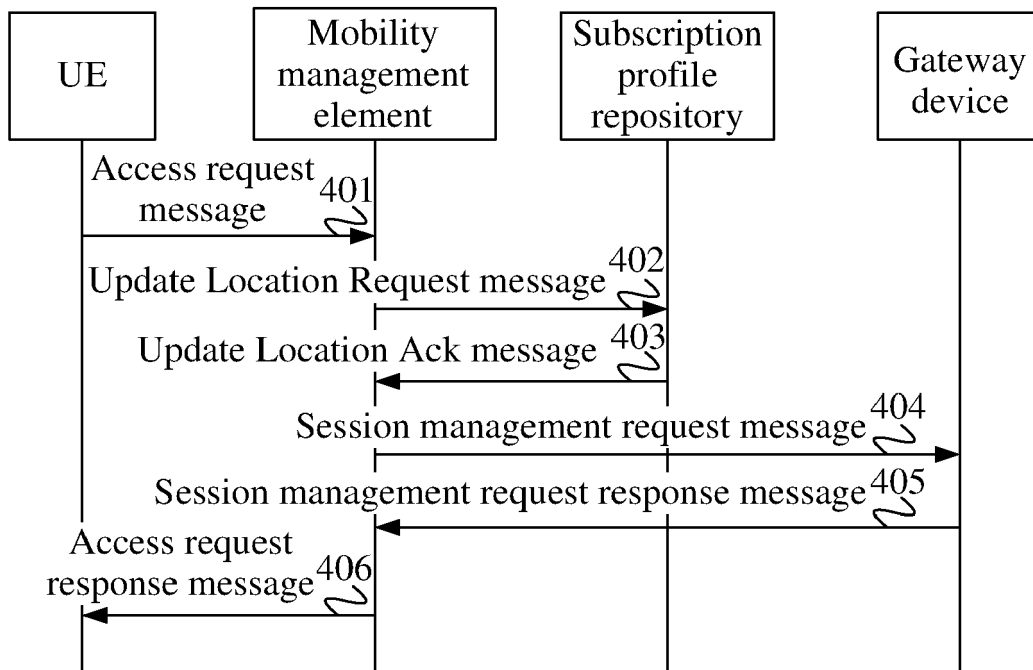 UE
Mobility
management
element
Subscription
profile
repository
Gateway
device
Access request
message
401
Update Location Request message
402
Update Location Ack message
403
Session management request message
404
Session management request response message
405
Access request
response message
406